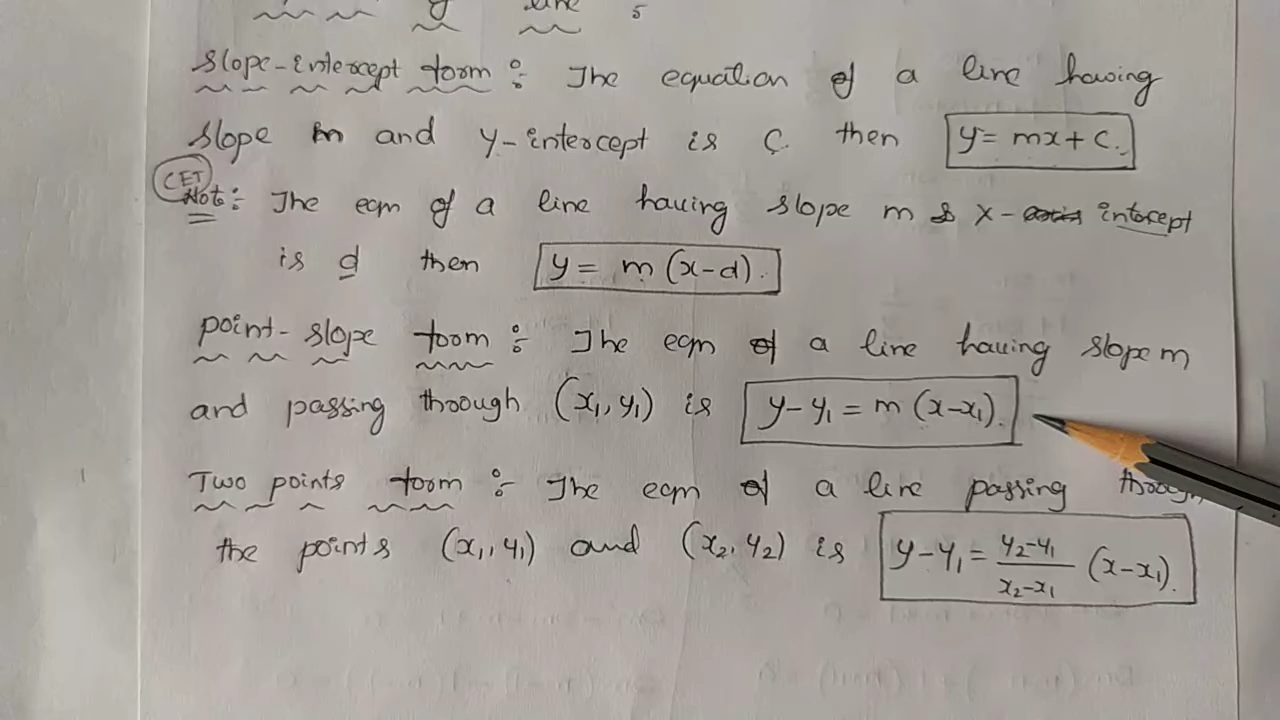 line 5
slope-intercept form :- The equation of a line having
slope m and y-intercept is c. then y = mx + c.
CET
Note:- The eqn of a line having slope m & x- axis intercept
is d then y = m (x-d).
point-slope form :- The eqn of a line having slope m
and passing through (x₁, y₁) is y - y₁ = m (x-x₁).
Two points form :- The eqn of a line passing through
the points (x₁, y₁) and (x₂, y₂) is y - y₁ = y₂-y₁ / x₂-x₁ (x-x₁).